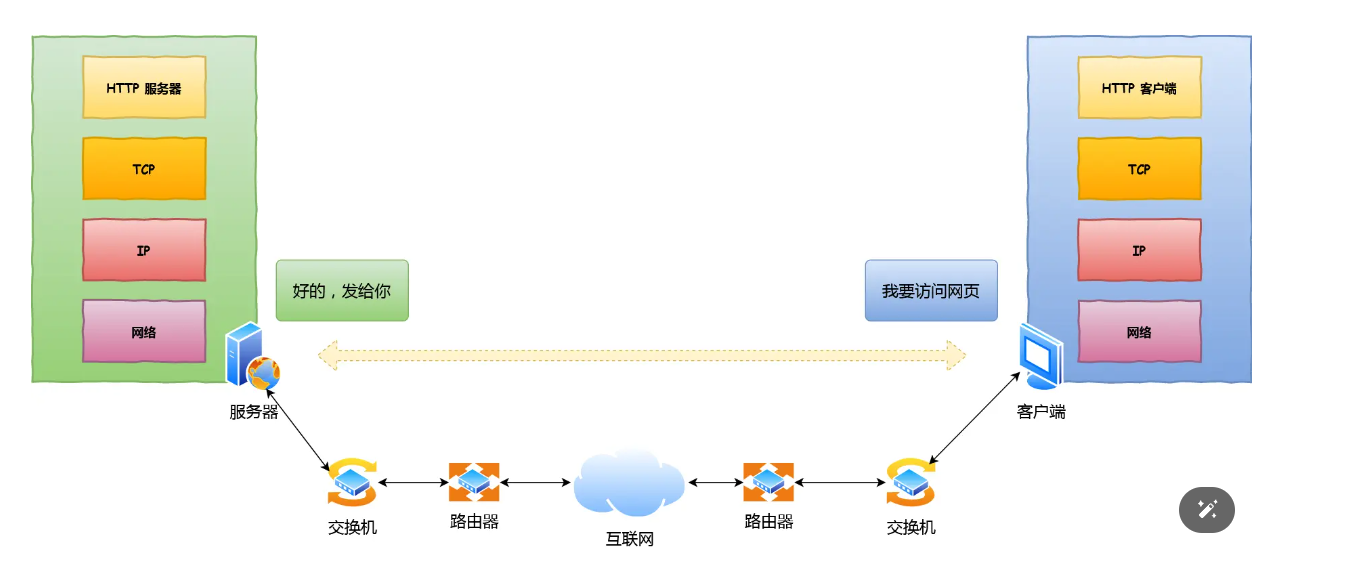 HTTP 服务器
TCP
IP
网络
好的，发给你
服务器
我要访问网页
HTTP 客户端
TCP
IP
网络
客户端
交换机
路由器
互联网
路由器
交换机